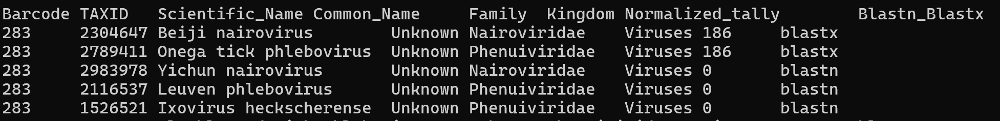 Barcode TAXID Scientific_Name Common_Name Family Kingdom Normalized_tally Blastn_Blastx
283 2304647 Beiji nairovirus Unknown Nairoviridae Viruses 186 blastx
283 2789411 Onega tick phlebovirus Unknown Phenuiviridae Viruses 186 blastx
283 2983978 Yichun nairovirus Unknown Nairoviridae Viruses 0 blastn
283 2116537 Leuven phlebovirus Unknown Phenuiviridae Viruses 0 blastn
283 1526521 Ixovirus heckscherense Unknown Phenuiviridae Viruses 0 blastn